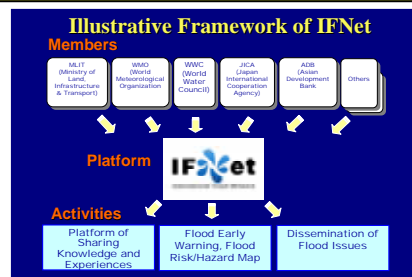 Illustrative Framework of IFNet
Members
MLIT
(Ministry of
Land,
Infrastructure
& Transport)
WMO
(World
Meteorological
Organization
WWC
(World
Water
Council)
JICA
(Japan
International
Cooperation
Agency)
ADB
(Asian
Development
Bank
Others
Platform
IFNet
Activities
Platform of
Sharing
Knowledge and
Experiences
Flood Early
Warning, Flood
Risk/Hazard Map
Dissemination of
Flood Issues